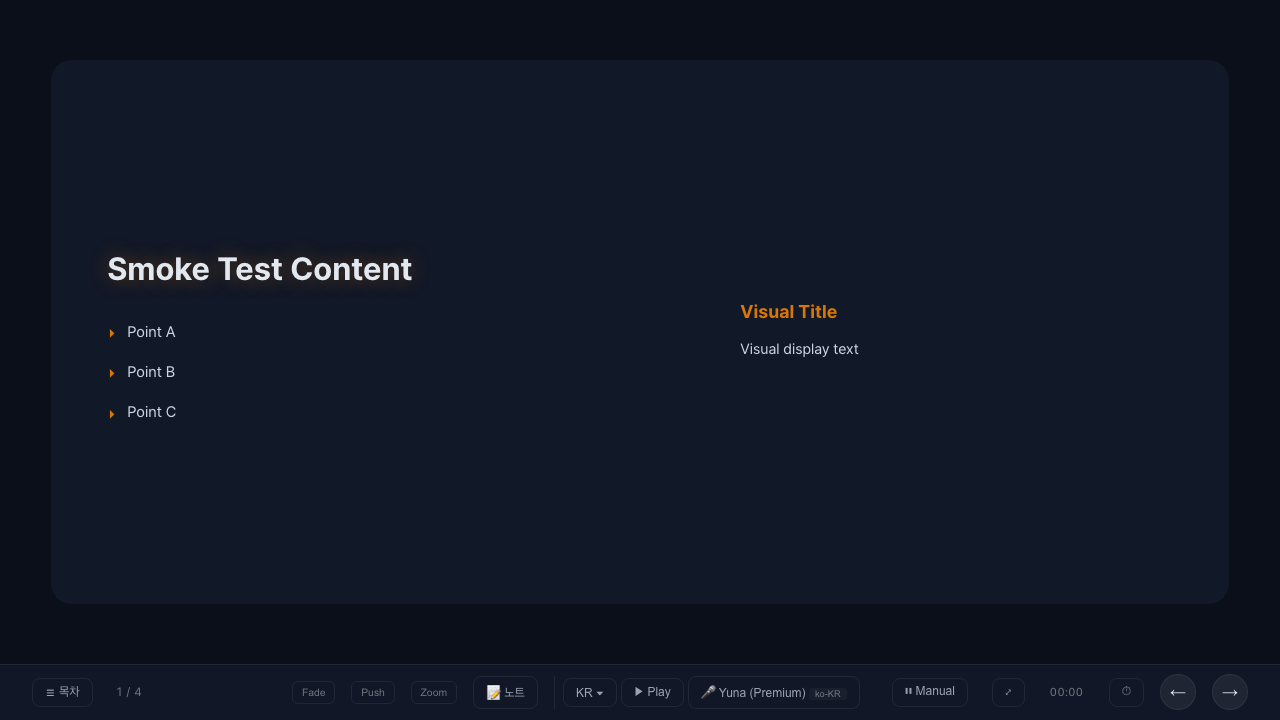 Smoke Test Content
Point A
Point B
Point C
Visual Title
Visual display text
☰ 목차
1 / 4
Fade
Push
Zoom
📝 노트
KR
▶ Play
🎤 Yuna (Premium) ko-KR
Manual
00:00
← →